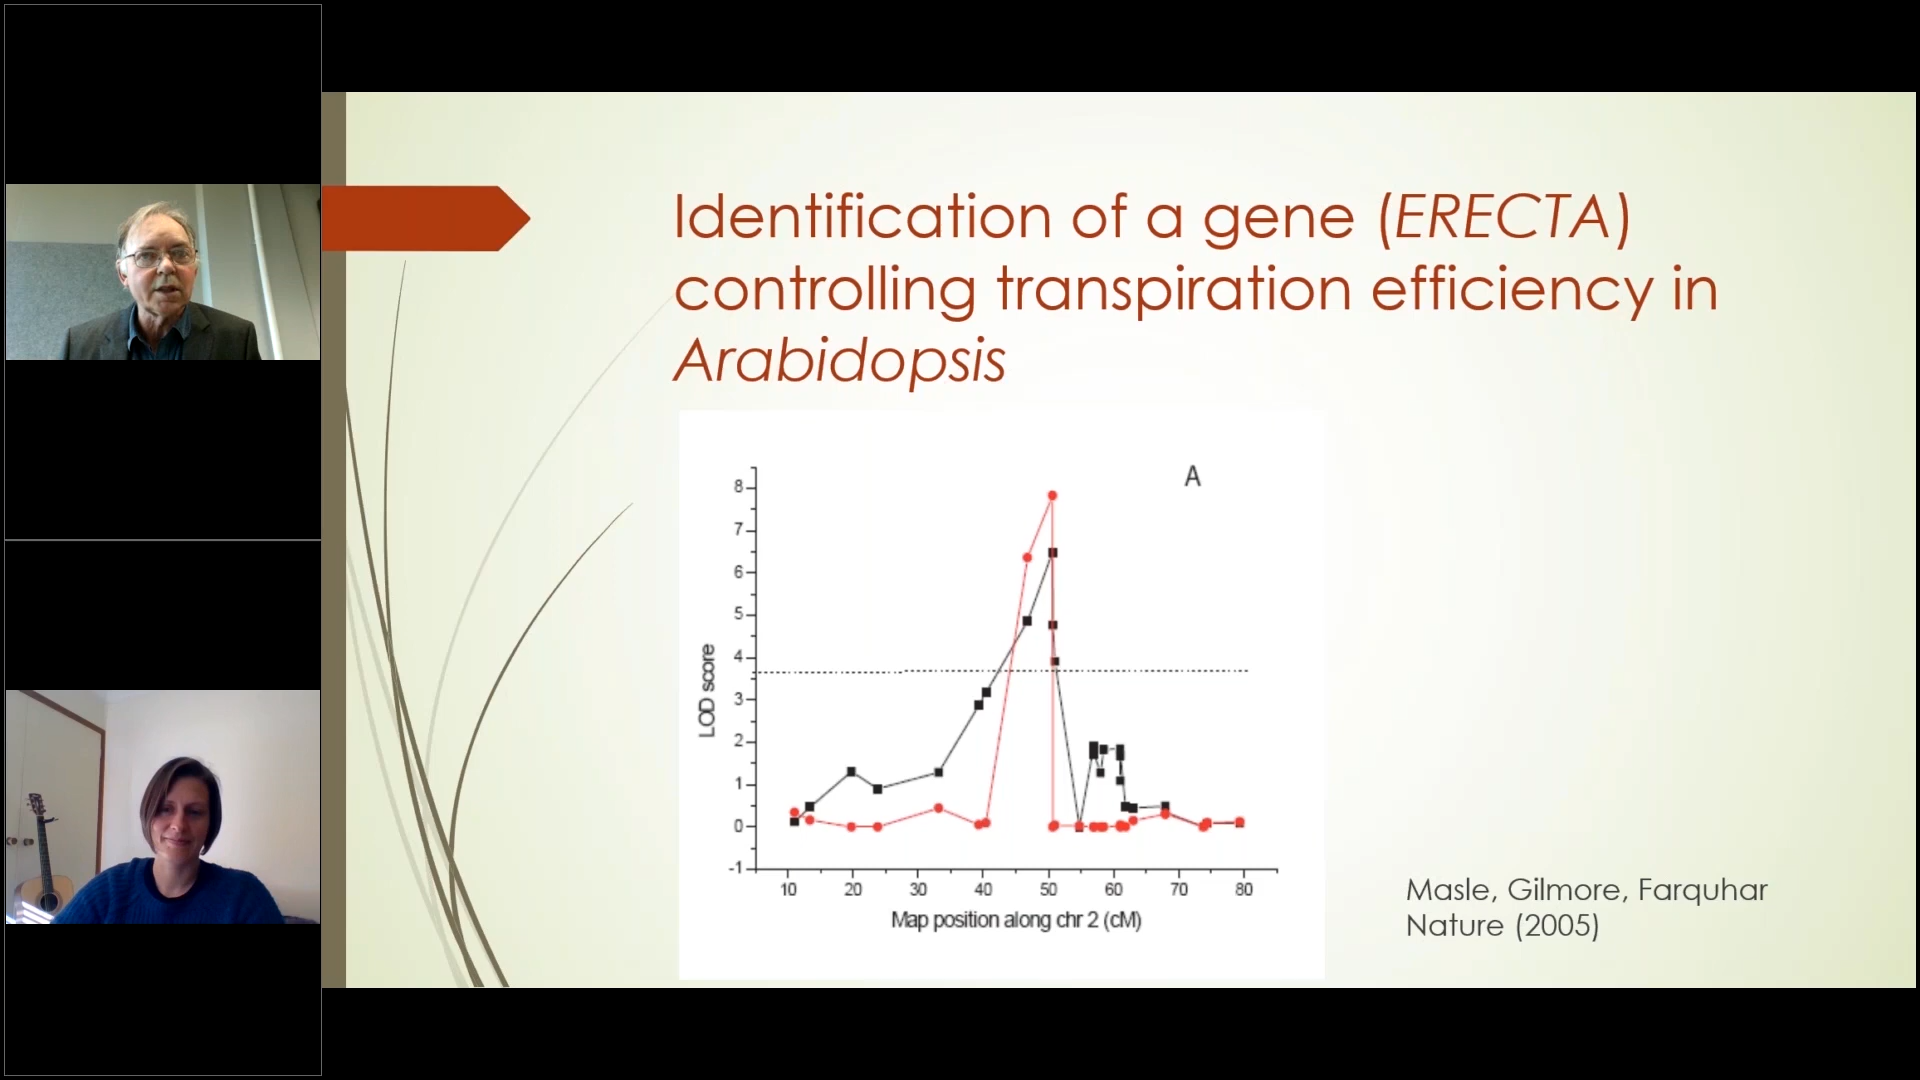 Identification of a gene (ERECTA)
controlling transpiration efficiency in
Arabidopsis
A
8
7
6
5
4
3
2
1
0
-1
LOD score
10 20 30 40 50 60 70 80
Map position along chr 2 (cM)
Masle, Gilmore, Farquhar
Nature (2005)